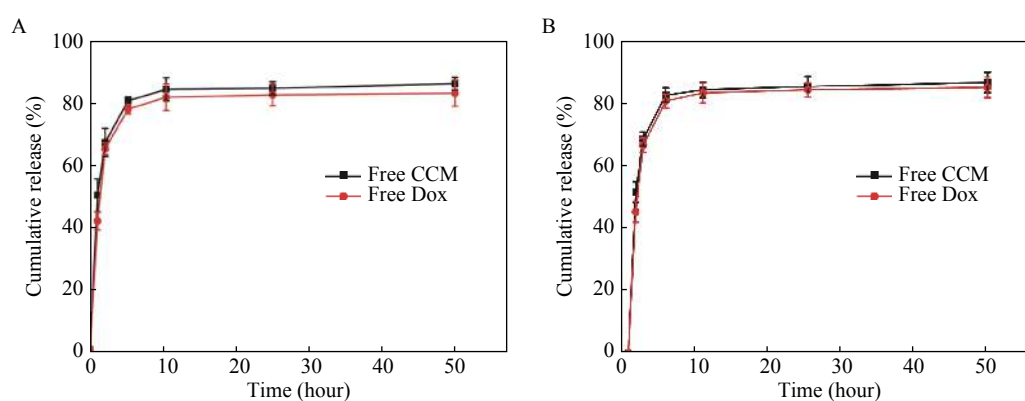 A
100
80
60
40
20
0
Cumulative release (%)
Free CCM
Free Dox
0 10 20 30 40 50
Time (hour)
B
100
80
60
40
20
0
Cumulative release (%)
Free CCM
Free Dox
0 10 20 30 40 50
Time (hour)